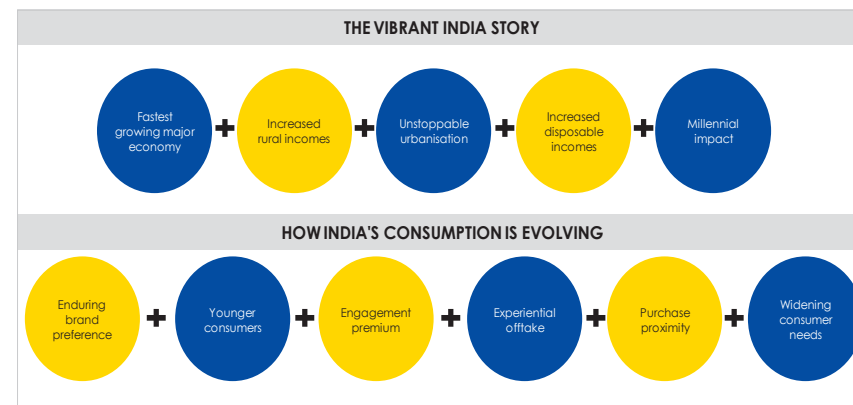 THE VIBRANT INDIA STORY
Fastest
growing major
economy
+
Increased
rural incomes
+
Unstoppable
urbanisation
+
Increased
disposable
incomes
+
Millennial
impact
HOW INDIA'S CONSUMPTION IS EVOLVING
Enduring
brand
preference
+
Younger
consumers
+
Engagement
premium
+
Experiential
offtake
+
Purchase
proximity
+
Widening
consumer
needs